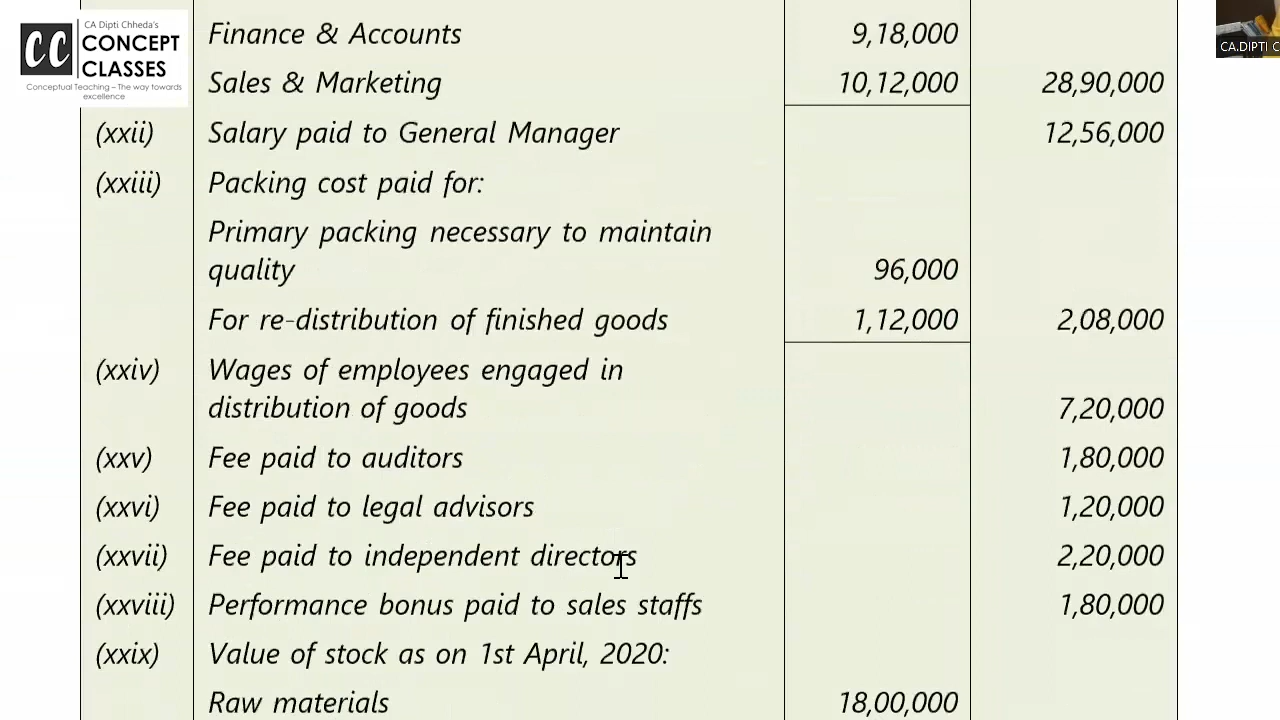 CA Dipti Chheda's
CC CONCEPT
CLASSES
Conceptual Teaching – The way towards
excellence
CA.DIPTI C
Finance & Accounts 9,18,000
Sales & Marketing 10,12,000 28,90,000
(xxii) Salary paid to General Manager 12,56,000
(xxiii) Packing cost paid for:
Primary packing necessary to maintain
quality 96,000
For re-distribution of finished goods 1,12,000 2,08,000
(xxiv) Wages of employees engaged in
distribution of goods 7,20,000
(xxv) Fee paid to auditors 1,80,000
(xxvi) Fee paid to legal advisors 1,20,000
(xxvii) Fee paid to independent directors 2,20,000
(xxviii) Performance bonus paid to sales staffs 1,80,000
(xxix) Value of stock as on 1st April, 2020:
Raw materials 18,00,000